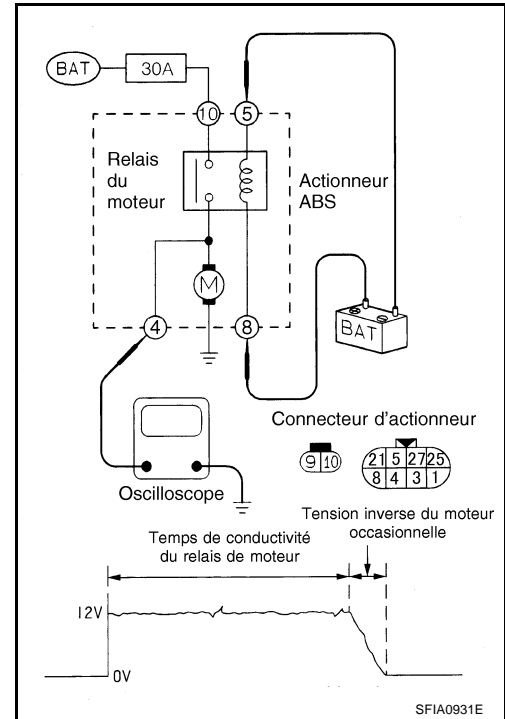 BAT
30A
10
5
Relais
du
moteur
Actionneur
ABS
M
4
8
BAT
Connecteur d'actionneur
9 10
21 5 27 25
8 4 3 1
Oscilloscope
Tension inverse du moteur
occasionnelle
Temps de conductivité
du relais de moteur
12V
0V
SFIA0931E